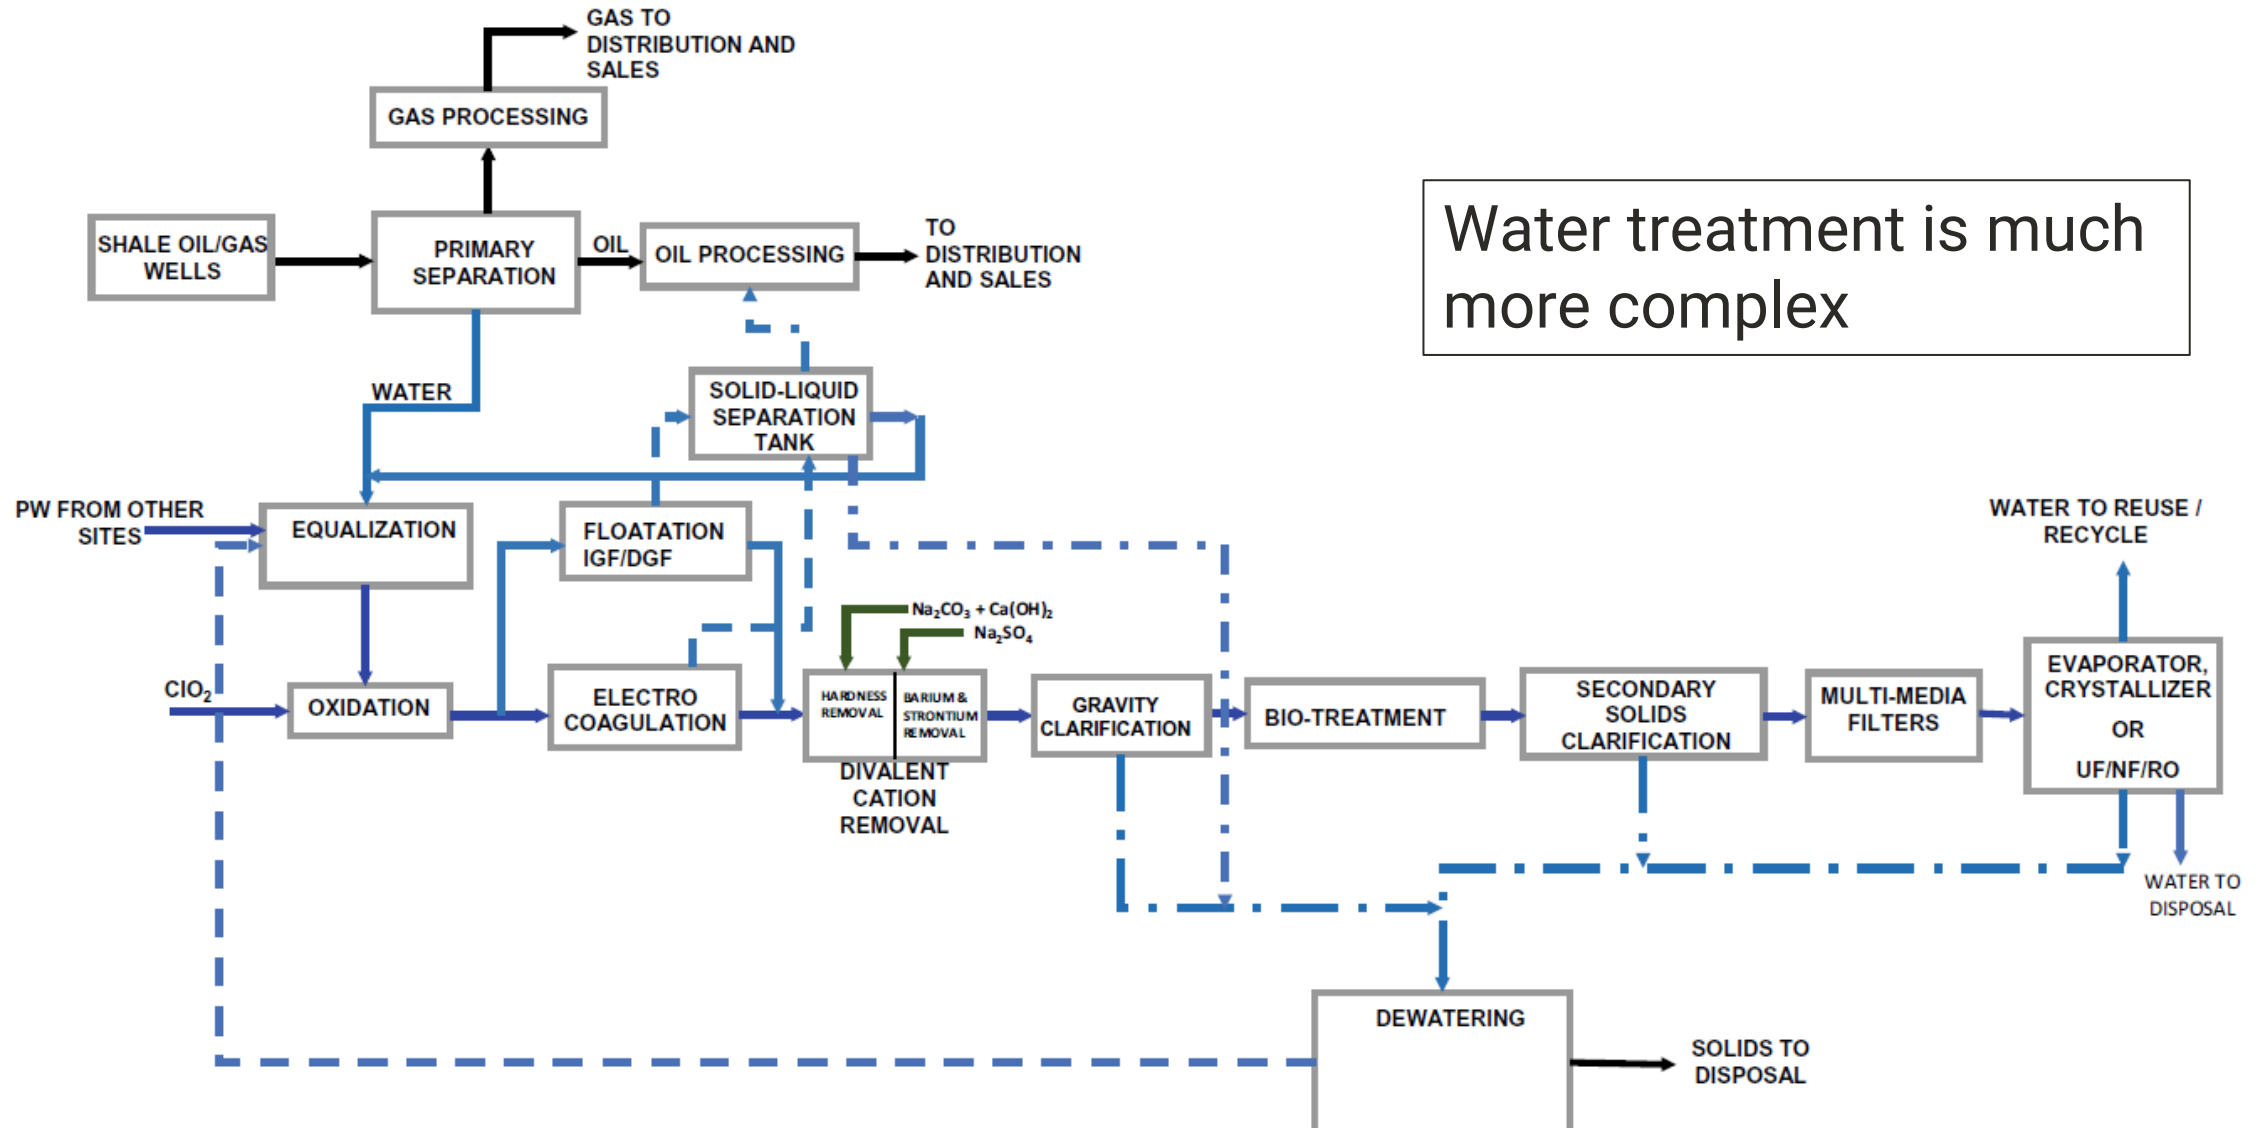 GAS TO
DISTRIBUTION AND
SALES
GAS PROCESSING
SHALE OIL/GAS
WELLS
PRIMARY
SEPARATION
OIL
OIL PROCESSING
TO
DISTRIBUTION
AND SALES
Water treatment is much
more complex
WATER
SOLID-LIQUID
SEPARATION
TANK
PW FROM OTHER
SITES
EQUALIZATION
FLOATATION
IGF/DGF
WATER TO REUSE /
RECYCLE
Na₂CO₃ + Ca(OH)₂
Na₂SO₄
ClO₂
OXIDATION
ELECTRO
COAGULATION
HARDNESS
REMOVAL
BARIUM &
STRONTIUM
REMOVAL
DIVALENT
CATION
REMOVAL
GRAVITY
CLARIFICATION
BIO-TREATMENT
SECONDARY
SOLIDS
CLARIFICATION
MULTI-MEDIA
FILTERS
EVAPORATOR,
CRYSTALLIZER
OR
UF/NF/RO
WATER TO
DISPOSAL
DEWATERING
SOLIDS TO
DISPOSAL